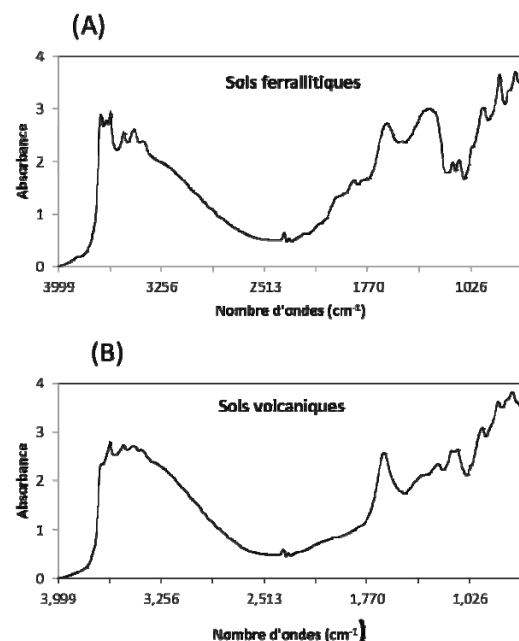 (A)
Sols ferrallitiques
Absorbance
4
3
2
1
0
3999 3256 2513 1770 1026
Nombre d'ondes (cm-1)
(B)
Sols volcaniques
Absorbance
4
3
2
1
0
3,999 3,256 2,513 1,770 1,026
Nombre d'ondes (cm-1)